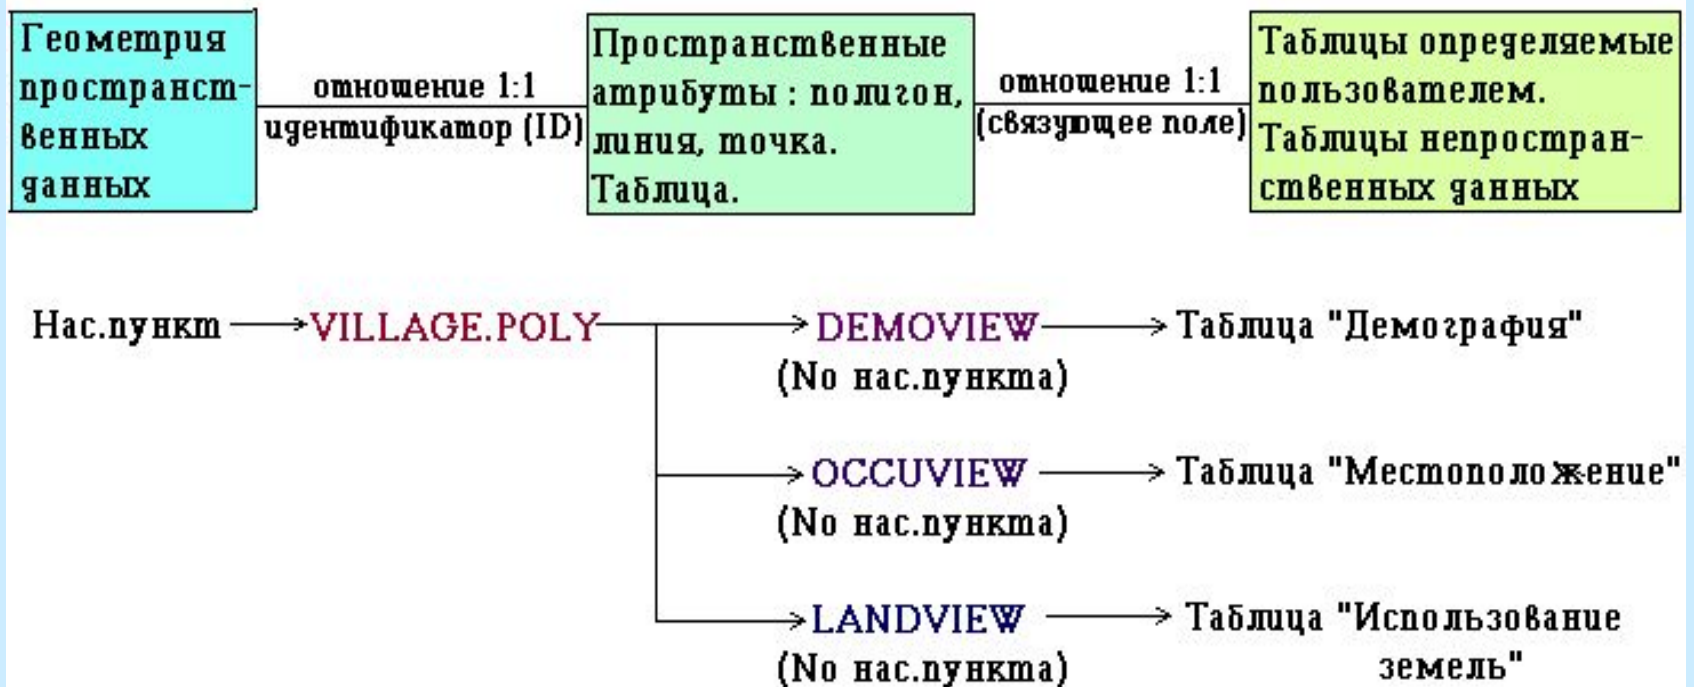 Геометрия
пространст-
венных
данных
отношение 1:1
идентификатор (ID)
Пространственные
атрибуты : полигон,
линия, точка.
Таблица.
отношение 1:1
(связующее поле)
Таблицы определяемые
пользователем.
Таблицы непростран-
ственных данных
Нас.пункт VILLAGE.POLY DEMOVIEW Таблица "Демография"
(No нас.пункта)
OCCUVIEW Таблица "Местоположение"
(No нас.пункта)
LANDVIEW Таблица "Использование
(No нас.пункта) земель"